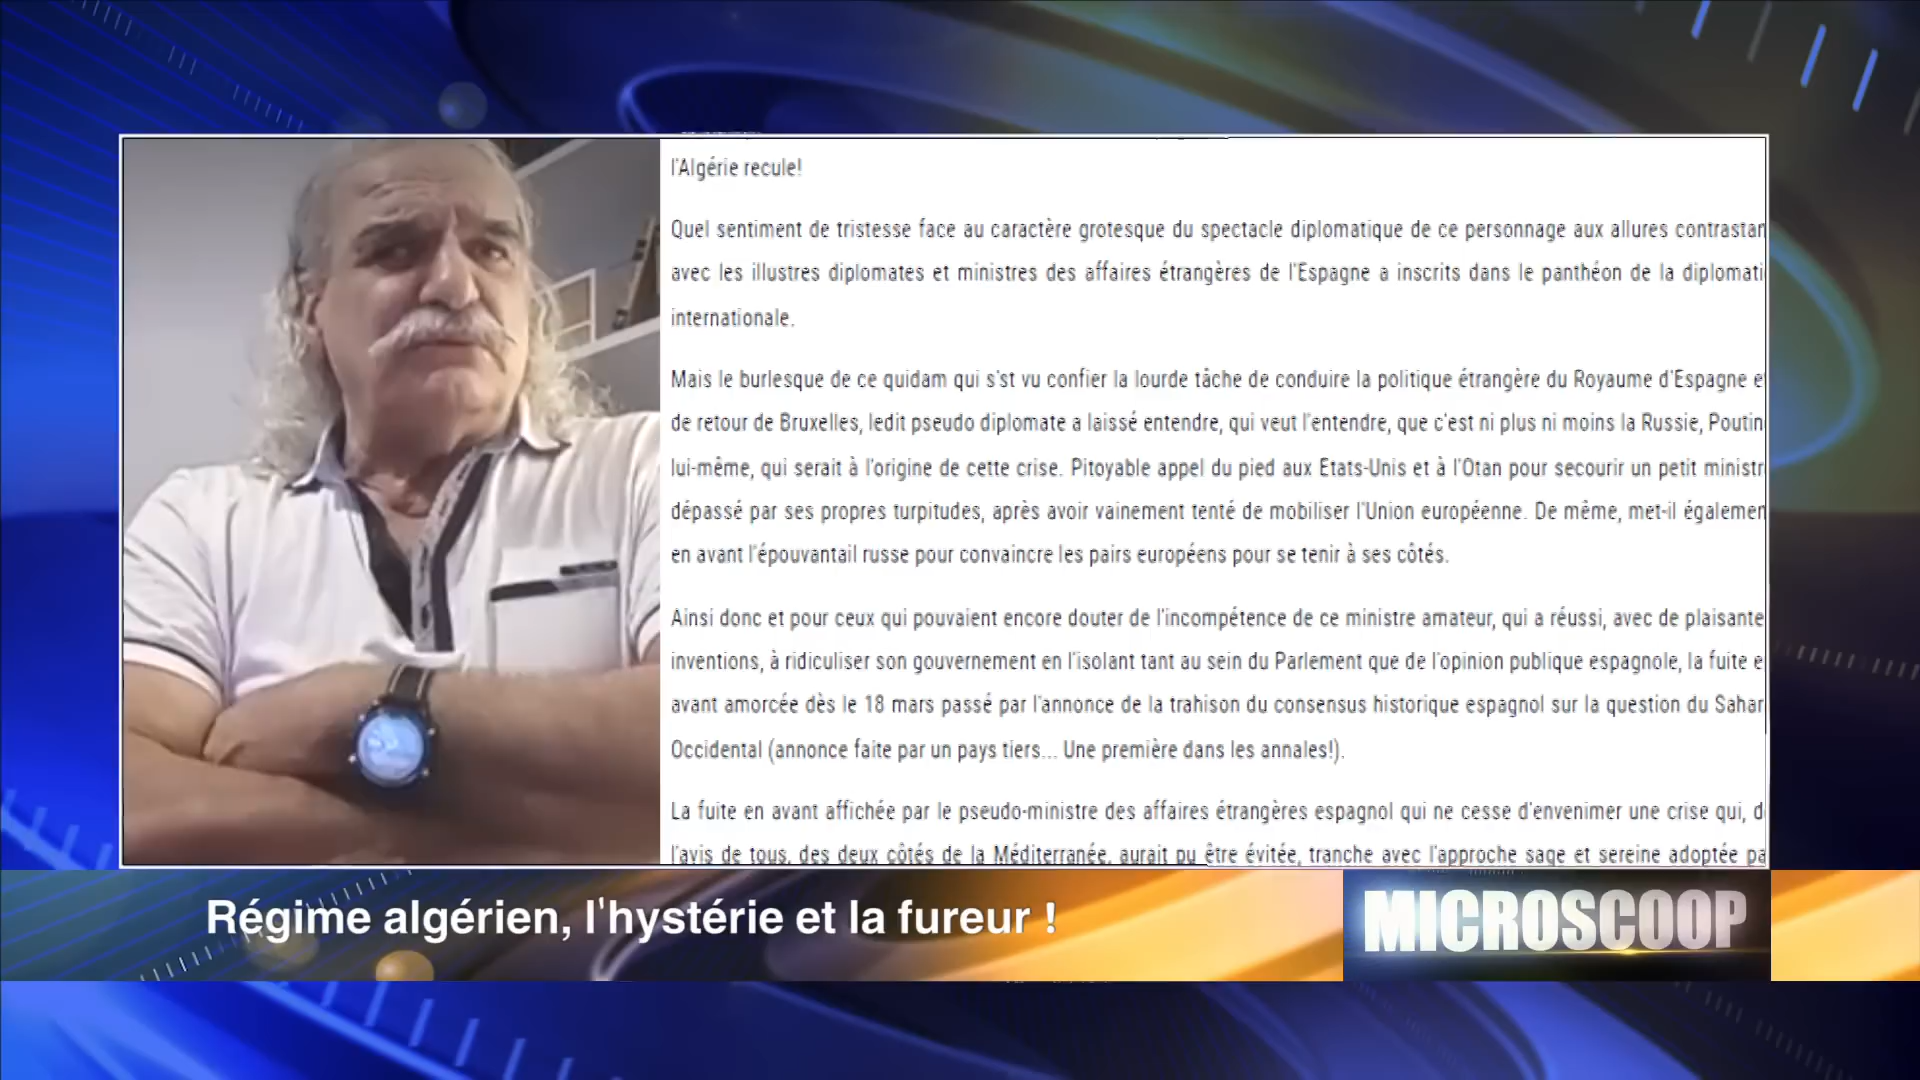 l'Algérie recule!
Quel sentiment de tristesse face au caractère grotesque du spectacle diplomatique de ce personnage aux allures contrastan
avec les illustres diplomates et ministres des affaires étrangères de l'Espagne a inscrits dans le panthéon de la diplomati
internationale.
Mais le burlesque de ce quidam qui s'st vu confier la lourde tâche de conduire la politique étrangère du Royaume d'Espagne e
de retour de Bruxelles, ledit pseudo diplomate a laissé entendre, qui veut l'entendre, que c'est ni plus ni moins la Russie, Poutin
lui-même, qui serait à l'origine de cette crise. Pitoyable appel du pied aux Etats-Unis et à l'Otan pour secourir un petit ministr
dépassé par ses propres turpitudes, après avoir vainement tenté de mobiliser l'Union européenne. De même, met-il égalemen
en avant l'épouvantail russe pour convaincre les pairs européens pour se tenir à ses côtés.
Ainsi donc et pour ceux qui pouvaient encore douter de l'incompétence de ce ministre amateur, qui a réussi, avec de plaisante
inventions, à ridiculiser son gouvernement en l'isolant tant au sein du Parlement que de l'opinion publique espagnole, la fuite e
avant amorcée dès le 18 mars passé par l'annonce de la trahison du consensus historique espagnol sur la question du Sahar
Occidental (annonce faite par un pays tiers... Une première dans les annales!).
La fuite en avant affichée par le pseudo-ministre des affaires étrangères espagnol qui ne cesse d'envenimer une crise qui, d
l'avis de tous, des deux côtés de la Méditerranée, aurait pu être évitée, tranche avec l'approche sage et sereine adoptée pa
Régime algérien, l'hystérie et la fureur !
MICROSCOOP